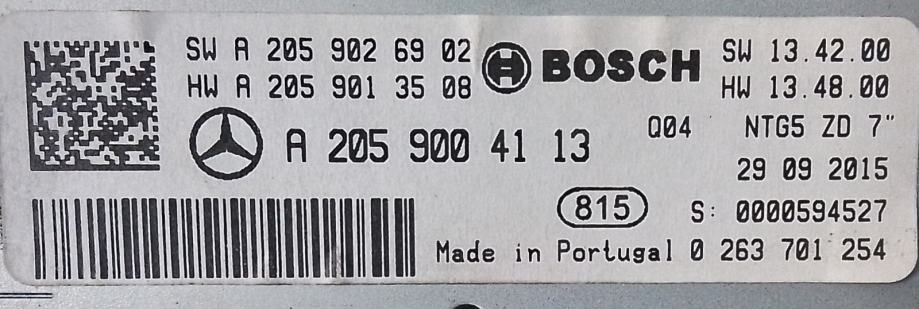 SW A 205 902 69 02 BOSCH SW 13.42.00
HW A 205 901 35 08 HW 13.48.00
A 205 900 41 13 Q04 NTG5 ZD 7"
29 09 2015
815 S: 0000594527
Made in Portugal 0 263 701 254